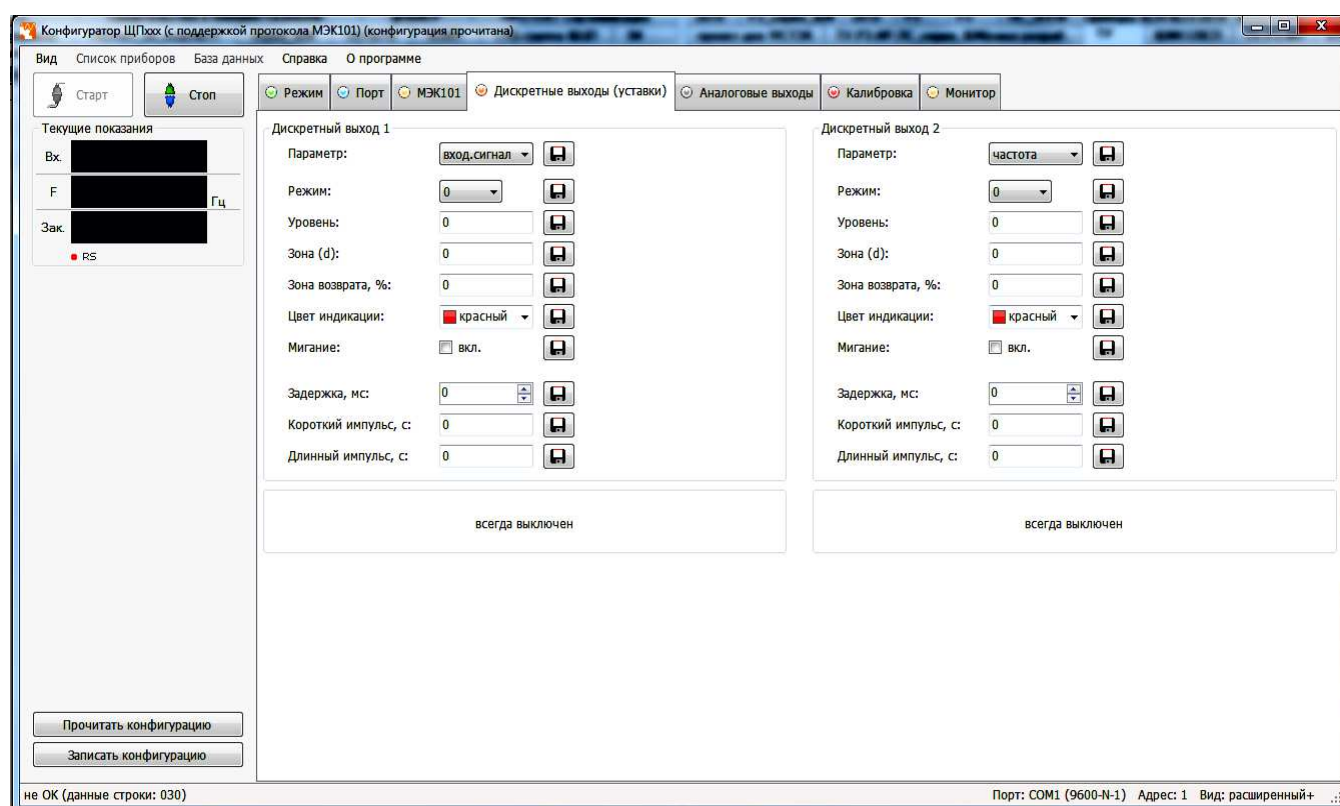 Конфигуратор ЩПxxx (с поддержкой протокола МЭК101) (конфигурация прочитана)
Вид Список приборов База данных Справка О программе
Старт Стоп
Режим Порт МЭК101 Дискретные выходы (уставки) Аналоговые выходы Калибровка Монитор
Текущие показания
Вх.
F Гц
Зак.
RS
Дискретный выход 1
Параметр: вход.сигнал
Режим: 0
Уровень: 0
Зона (d): 0
Зона возврата, %: 0
Цвет индикации: красный
Мигание: вкл.
Задержка, мс: 0
Короткий импульс, с: 0
Длинный импульс, с: 0
всегда выключен
Дискретный выход 2
Параметр: частота
Режим: 0
Уровень: 0
Зона (d): 0
Зона возврата, %: 0
Цвет индикации: красный
Мигание: вкл.
Задержка, мс: 0
Короткий импульс, с: 0
Длинный импульс, с: 0
всегда выключен
Прочитать конфигурацию
Записать конфигурацию
не ОК (данные строки: 030)
Порт: COM1 (9600-N-1) Адрес: 1 Вид: расширенный+